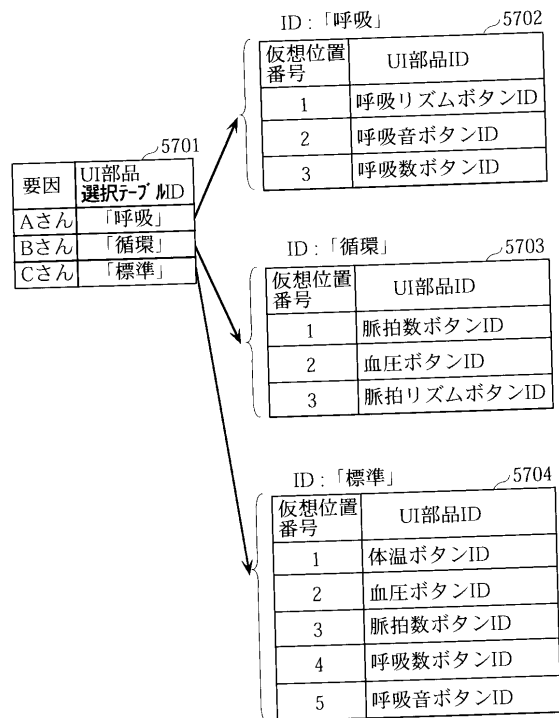 ID:「呼吸」
5702
仮想位置
番号
UI部品ID
1 呼吸リズムボタンID
2 呼吸音ボタンID
3 呼吸数ボタンID
5701
要因
UI部品
選択テーブルID
Aさん 「呼吸」
Bさん 「循環」
Cさん 「標準」
ID:「循環」
5703
仮想位置
番号
UI部品ID
1 脈拍数ボタンID
2 血圧ボタンID
3 脈拍リズムボタンID
ID:「標準」
5704
仮想位置
番号
UI部品ID
1 体温ボタンID
2 血圧ボタンID
3 脈拍数ボタンID
4 呼吸数ボタンID
5 呼吸音ボタンID